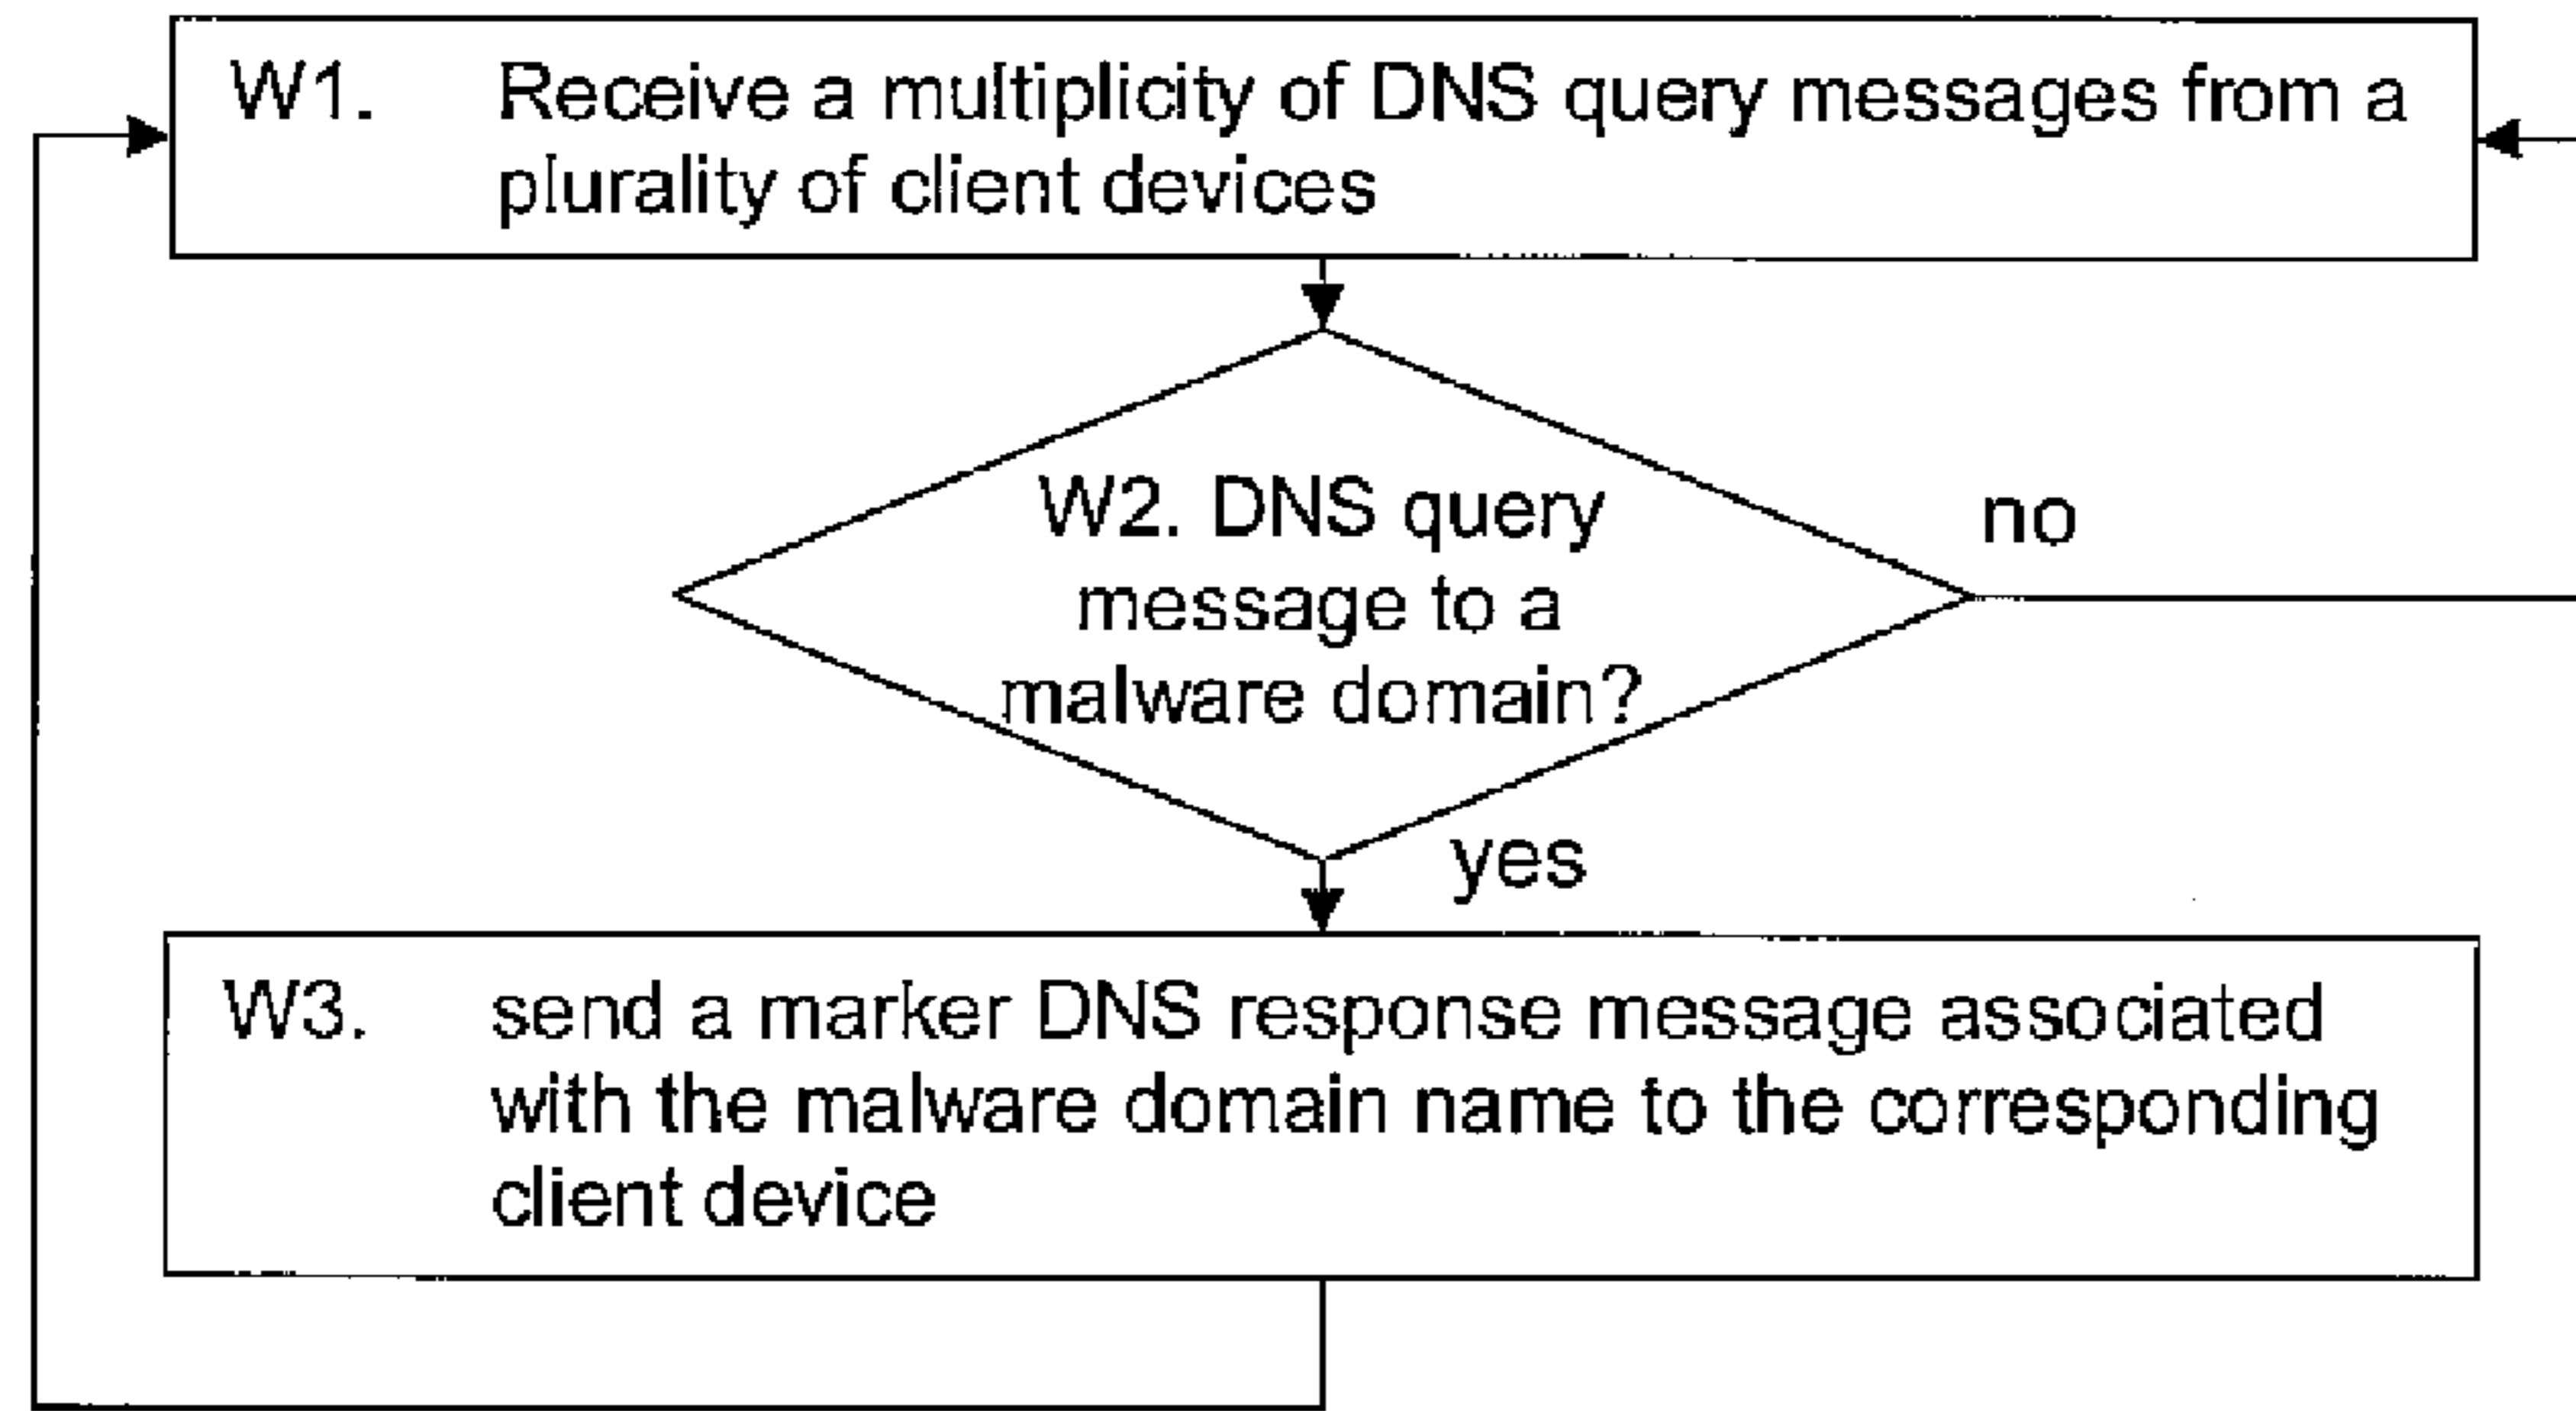 W1. Receive a multiplicity of DNS query messages from a
plurality of client devices
W2. DNS query
message to a
malware domain?
no
yes
W3. send a marker DNS response message associated
with the malware domain name to the corresponding
client device